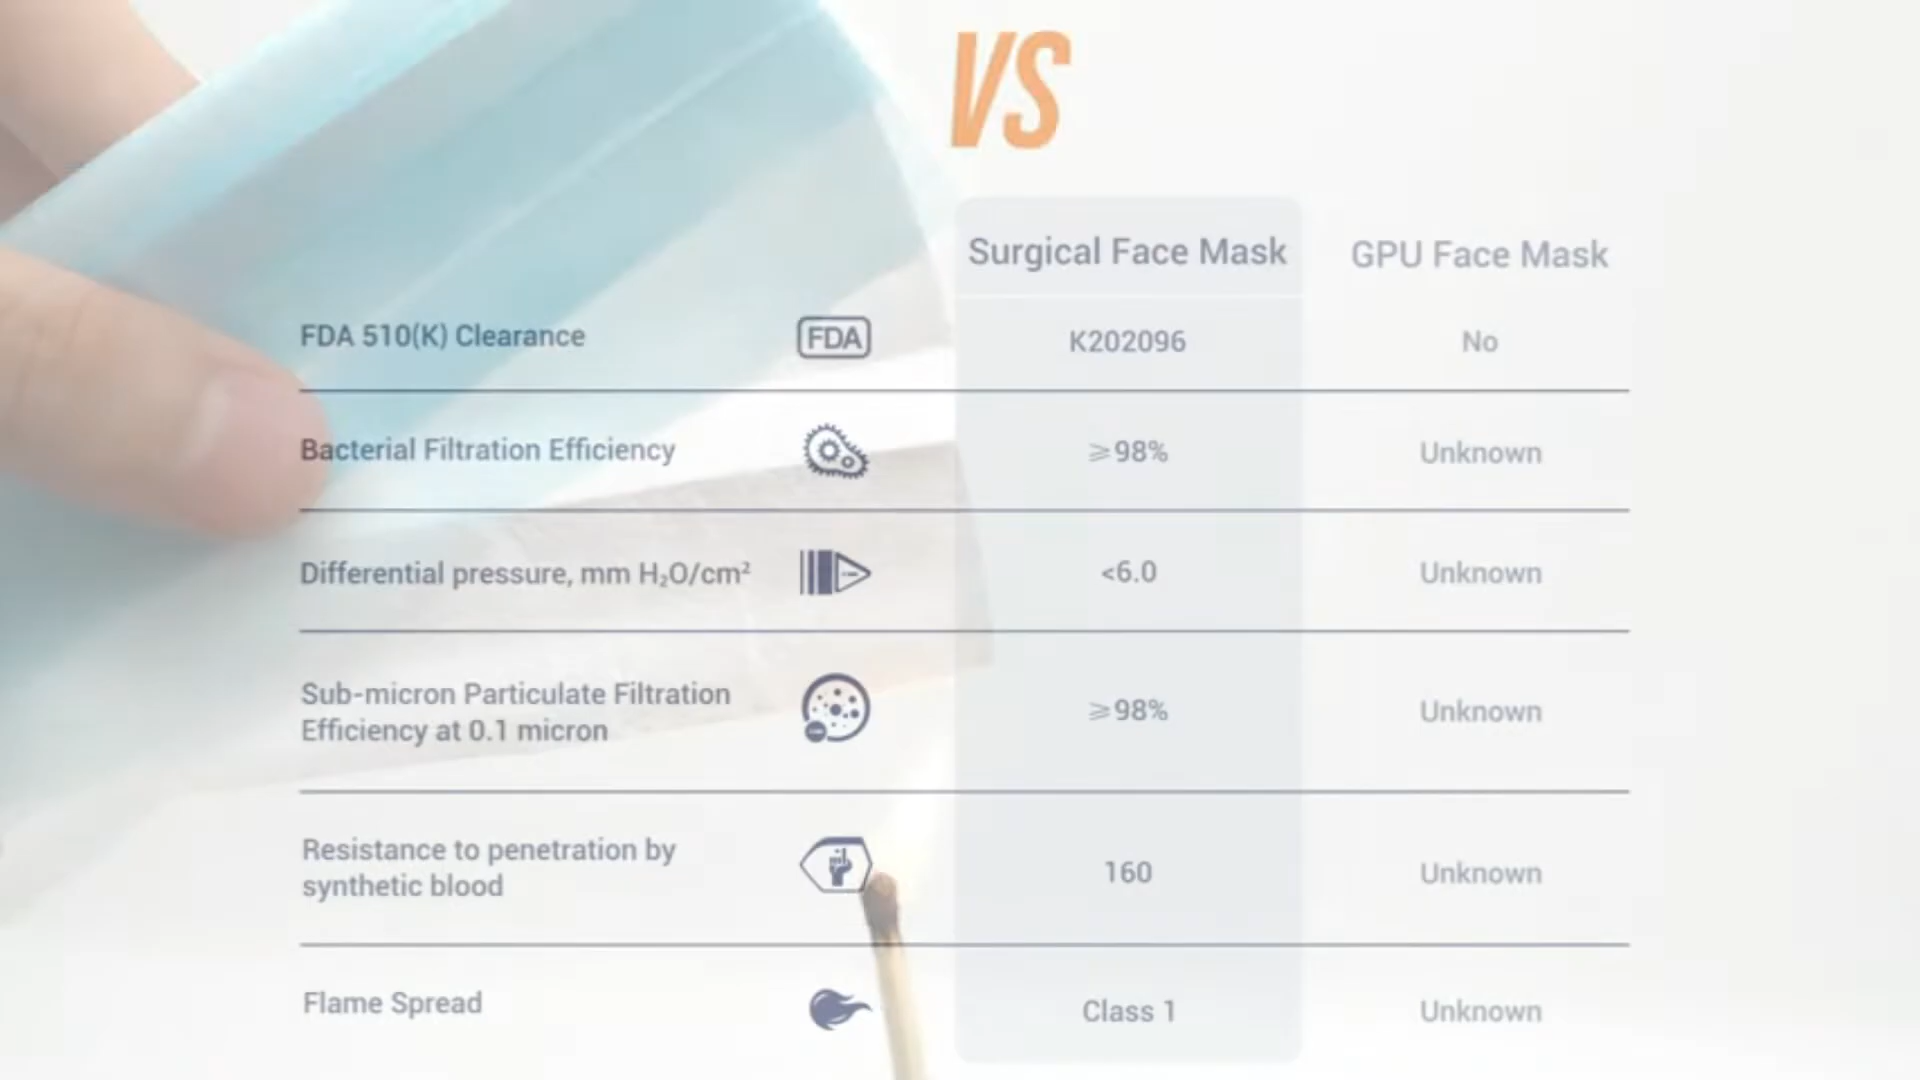 VS
Surgical Face Mask GPU Face Mask
FDA 510(K) Clearance FDA K202096 No
Bacterial Filtration Efficiency ⩾98% Unknown
Differential pressure, mm H₂O/cm² <6.0 Unknown
Sub-micron Particulate Filtration
Efficiency at 0.1 micron ⩾98% Unknown
Resistance to penetration by
synthetic blood 160 Unknown
Flame Spread Class 1 Unknown